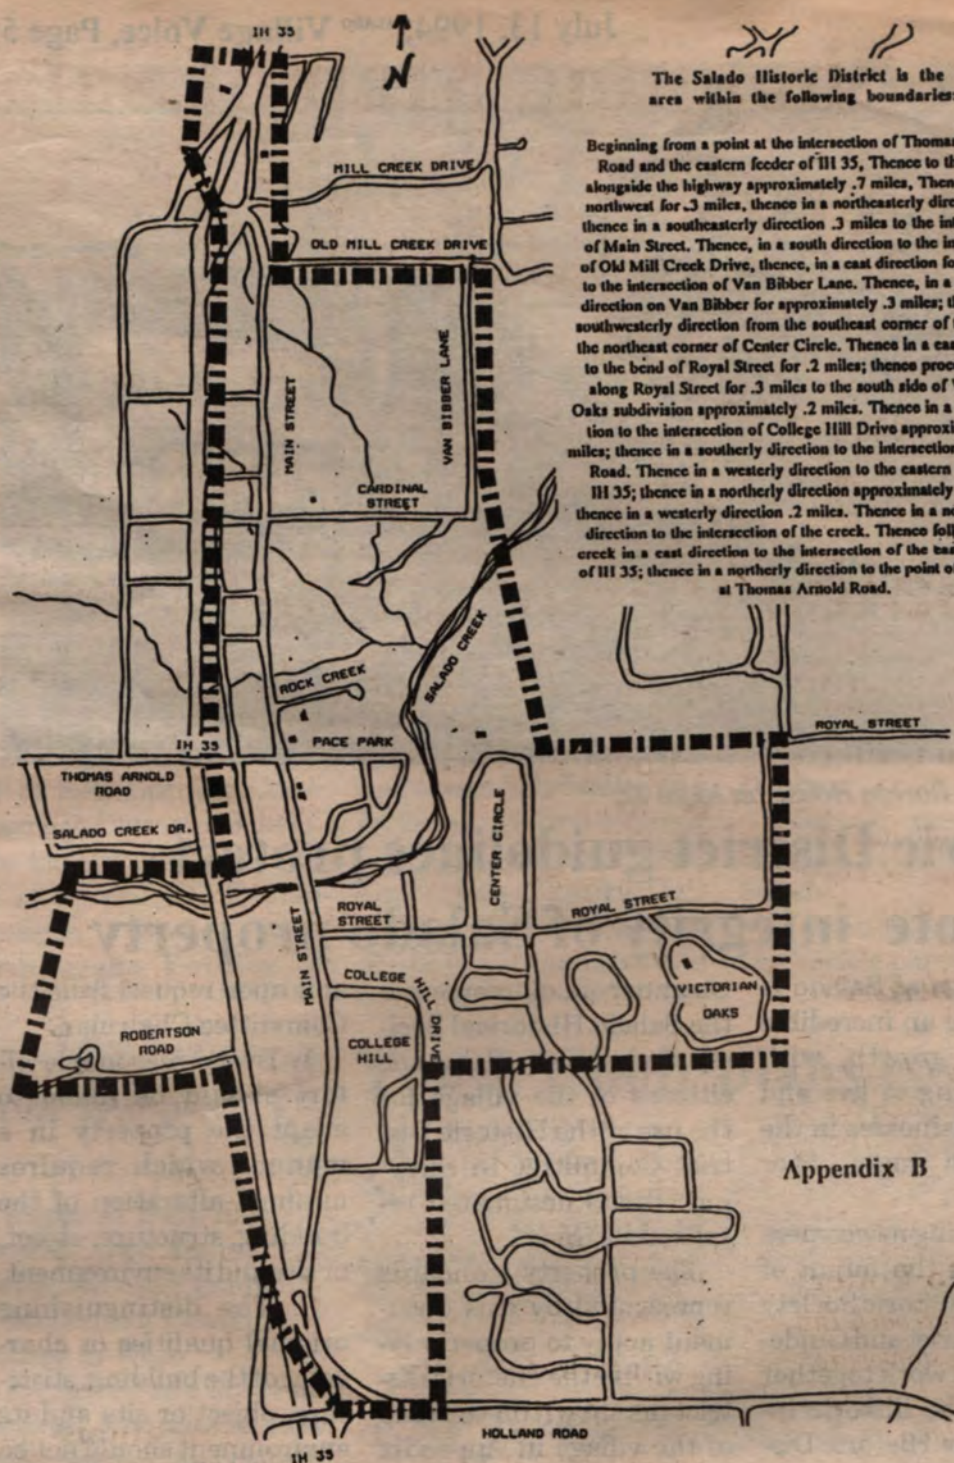 IH 35
N
The Salado Historic District is the
area within the following boundaries:
Beginning from a point at the intersection of Thomas
Road and the eastern feeder of IH 35, Thence to th
alongside the highway approximately .7 miles, Then
northwest for .3 miles, thence in a northeasterly dire
thence in a southeasterly direction .3 miles to the in
of Main Street. Thence, in a south direction to the in
of Old Mill Creek Drive, thence, in a east direction fo
to the intersection of Van Bibber Lane. Thence, in a
direction on Van Bibber for approximately .3 miles; th
southwesterly direction from the southeast corner of
the northeast corner of Center Circle. Thence in a eas
to the bend of Royal Street for .2 miles; thence proc
along Royal Street for .3 miles to the south side of
Oaks subdivision approximately .2 miles. Thence in a
tion to the intersection of College Hill Drive approxi
miles; thence in a southerly direction to the intersection
Road. Thence in a westerly direction to the eastern
IH 35; thence in a northerly direction approximately
thence in a westerly direction .2 miles. Thence in a no
direction to the intersection of the creek. Thence foll
creek in a east direction to the intersection of the eas
of IH 35; thence in a northerly direction to the point o
at Thomas Arnold Road.
MILL CREEK DRIVE
OLD MILL CREEK DRIVE
MAIN STREET
VAN BIBBER LANE
CARDINAL
STREET
SALADO CREEK
ROCK CREEK
IH 35
PACE PARK
ROYAL STREET
THOMAS ARNOLD
ROAD
SALADO CREEK DR.
CENTER CIRCLE
ROYAL
STREET
ROYAL STREET
MAIN STREET
COLLEGE
HILL DRIVE
VICTORIAN
OAKS
ROBERTSON
ROAD
COLLEGE
HILL
Appendix B
HOLLAND ROAD
IH 35